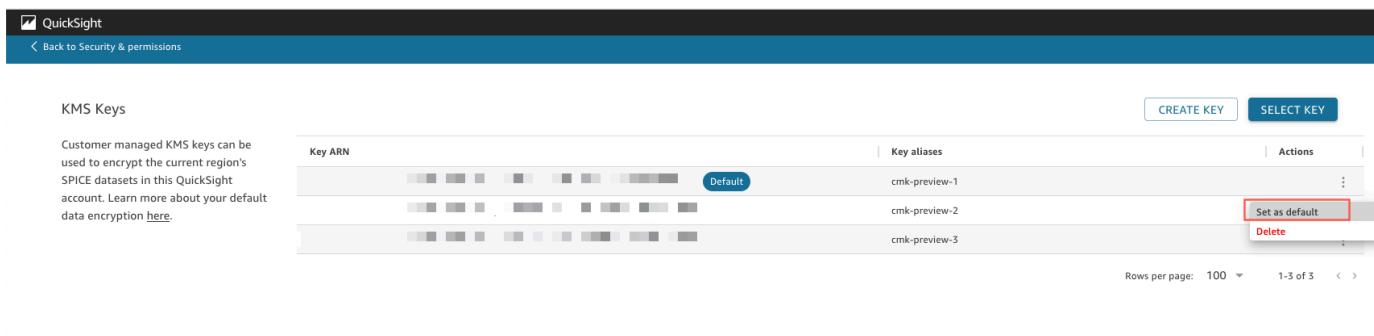 QuickSight
Back to Security & permissions
KMS Keys
CREATE KEY
SELECT KEY
Customer managed KMS keys can be
used to encrypt the current region's
SPICE datasets in this QuickSight
account. Learn more about your default
data encryption here.
Key ARN
Key aliases
Actions
Default
cmk-preview-1
cmk-preview-2
Set as default
Delete
cmk-preview-3
Rows per page: 100
1-3 of 3